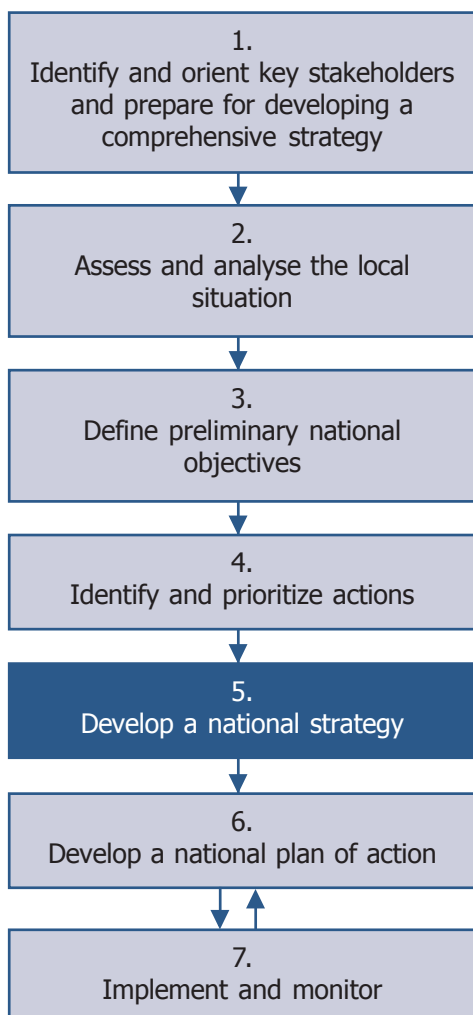 1.
Identify and orient key stakeholders
and prepare for developing a
comprehensive strategy
2.
Assess and analyse the local
situation
3.
Define preliminary national
objectives
4.
Identify and prioritize actions
5.
Develop a national strategy
6.
Develop a national plan of action
7.
Implement and monitor